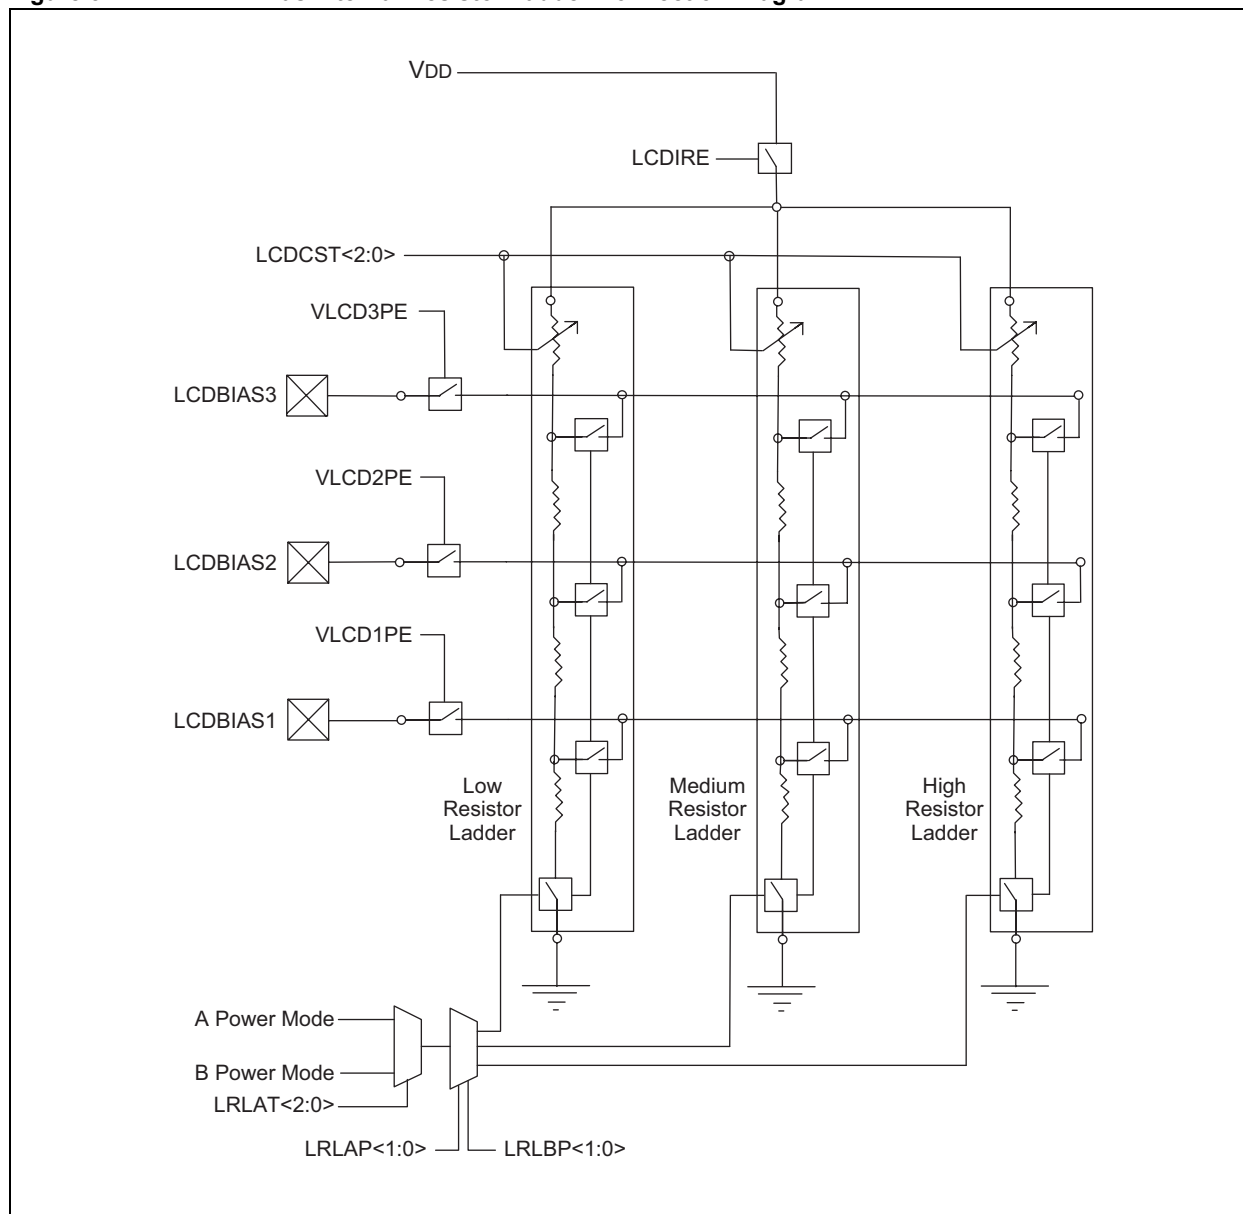 VDD
LCDIRE
LCDCST<2:0>
VLCD3PE
LCDBIAS3
VLCD2PE
LCDBIAS2
VLCD1PE
LCDBIAS1
Low
Resistor
Ladder
Medium
Resistor
Ladder
High
Resistor
Ladder
A Power Mode
B Power Mode
LRLAT<2:0>
LRLAP<1:0>
LRLBP<1:0>